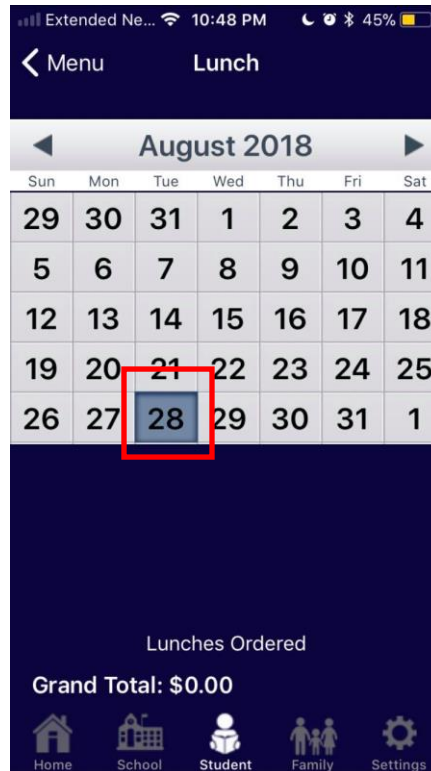 Extended Ne... 10:48 PM 45%
Menu Lunch
August 2018
Sun Mon Tue Wed Thu Fri Sat
29 30 31 1 2 3 4
5 6 7 8 9 10 11
12 13 14 15 16 17 18
19 20 21 22 23 24 25
26 27 28 29 30 31 1
Lunches Ordered
Grand Total: $0.00
Home School Student Family Settings